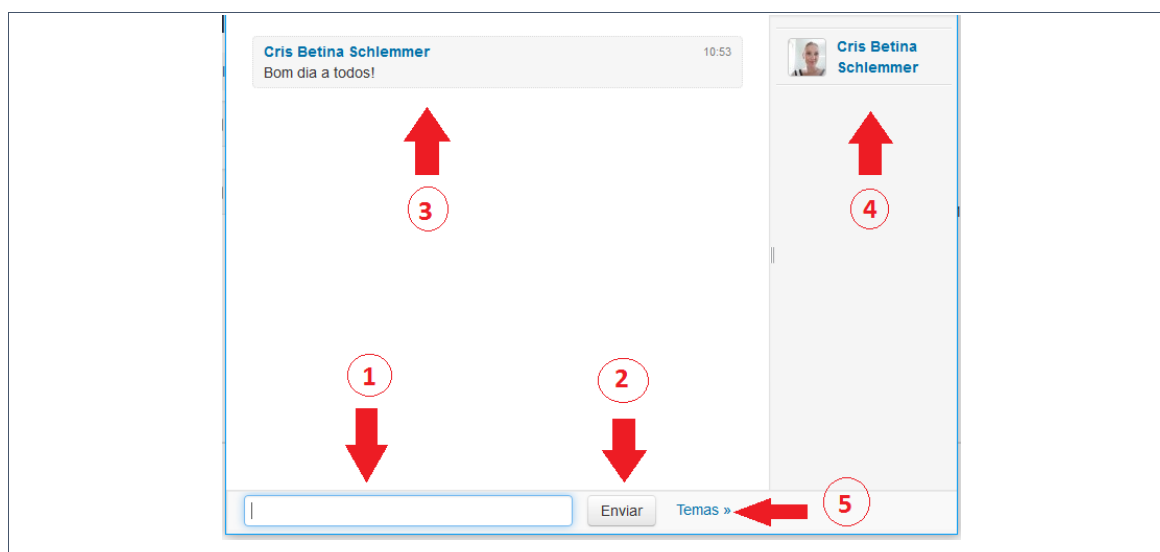 Cris Betina Schlemmer 10:53
Bom dia a todos!
Cris Betina
Schlemmer
3
4
1
2
Enviar
Temas »
5